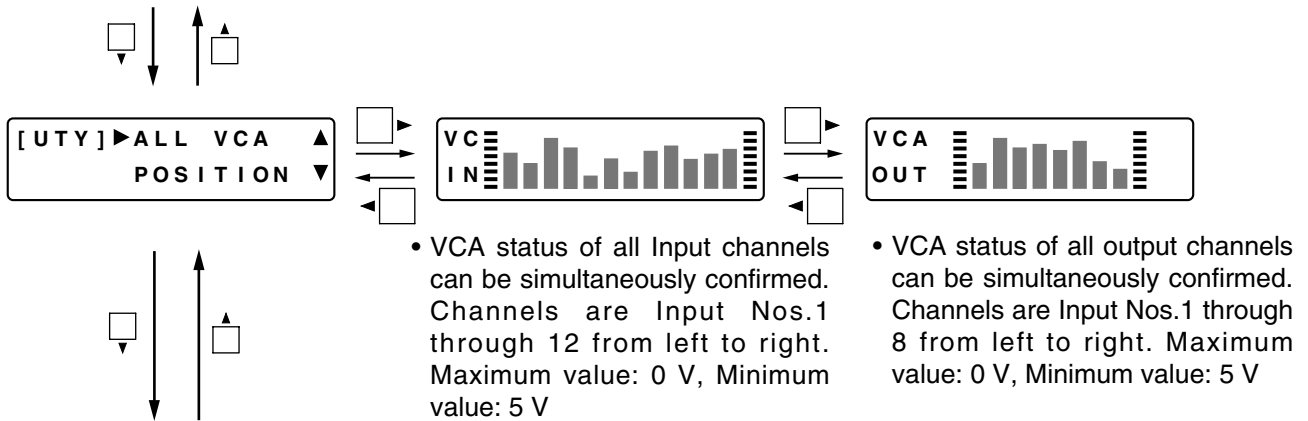 [UTY]▶ALL VCA ▲
POSITION ▼
VC
IN
VCA
OUT
• VCA status of all Input channels
can be simultaneously confirmed.
Channels are Input Nos.1
through 12 from left to right.
Maximum value: 0 V, Minimum
value: 5 V
• VCA status of all output channels
can be simultaneously confirmed.
Channels are Input Nos.1 through
8 from left to right. Maximum
value: 0 V, Minimum value: 5 V